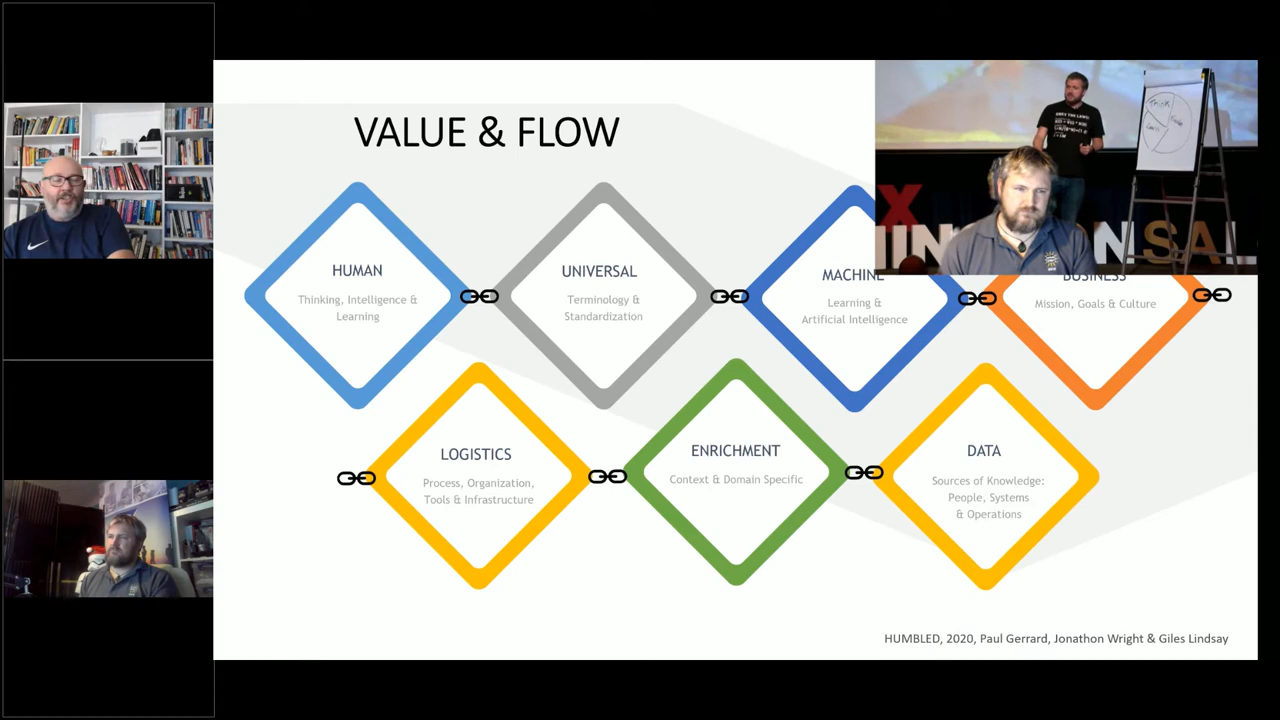 VALUE & FLOW
HUMAN
Thinking, Intelligence &
Learning
UNIVERSAL
Terminology &
Standardization
MACHINE
Learning &
Artificial Intelligence
BUSINESS
Mission, Goals & Culture
LOGISTICS
Process, Organization,
Tools & Infrastructure
ENRICHMENT
Context & Domain Specific
DATA
Sources of Knowledge:
People, Systems
& Operations
HUMBLED, 2020, Paul Gerrard, Jonathon Wright & Giles Lindsay
Think
X